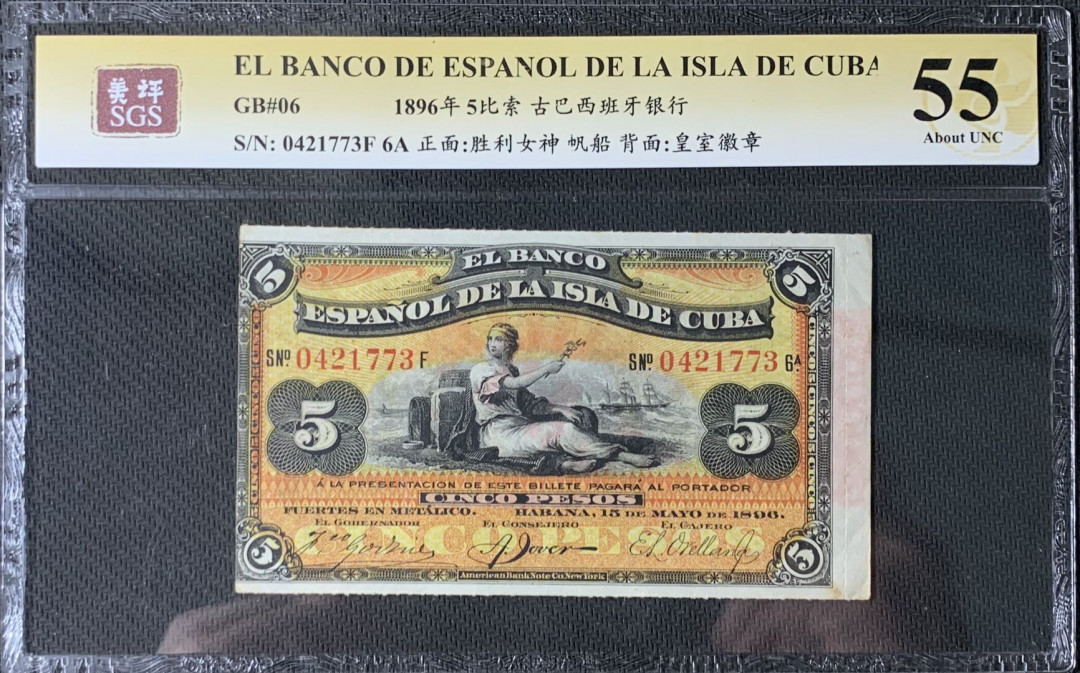 美评
SGS
EL BANCO DE ESPANOL DE LA ISLA DE CUBA
GB#06 1896年 5比索 古巴西班牙银行
S/N: 0421773F 6A 正面:胜利女神 帆船 背面:皇室徽章
55
About UNC
5 5
EL BANCO
ESPAÑOL DE LA ISLA DE CUBA
SNº 0421773 F SNº 0421773 6A
5 5
Á LA PRESENTACION DE ESTE BILLETE PAGARÁ AL PORTADOR
CINCO PESOS
FUERTES EN METÁLICO. HABANA, 15 DE MAYO DE 1896.
EL GOBERNADOR EL CONSEJERO EL CAJERO
CINCO PESOS
5 5
American Bank Note Co. New York